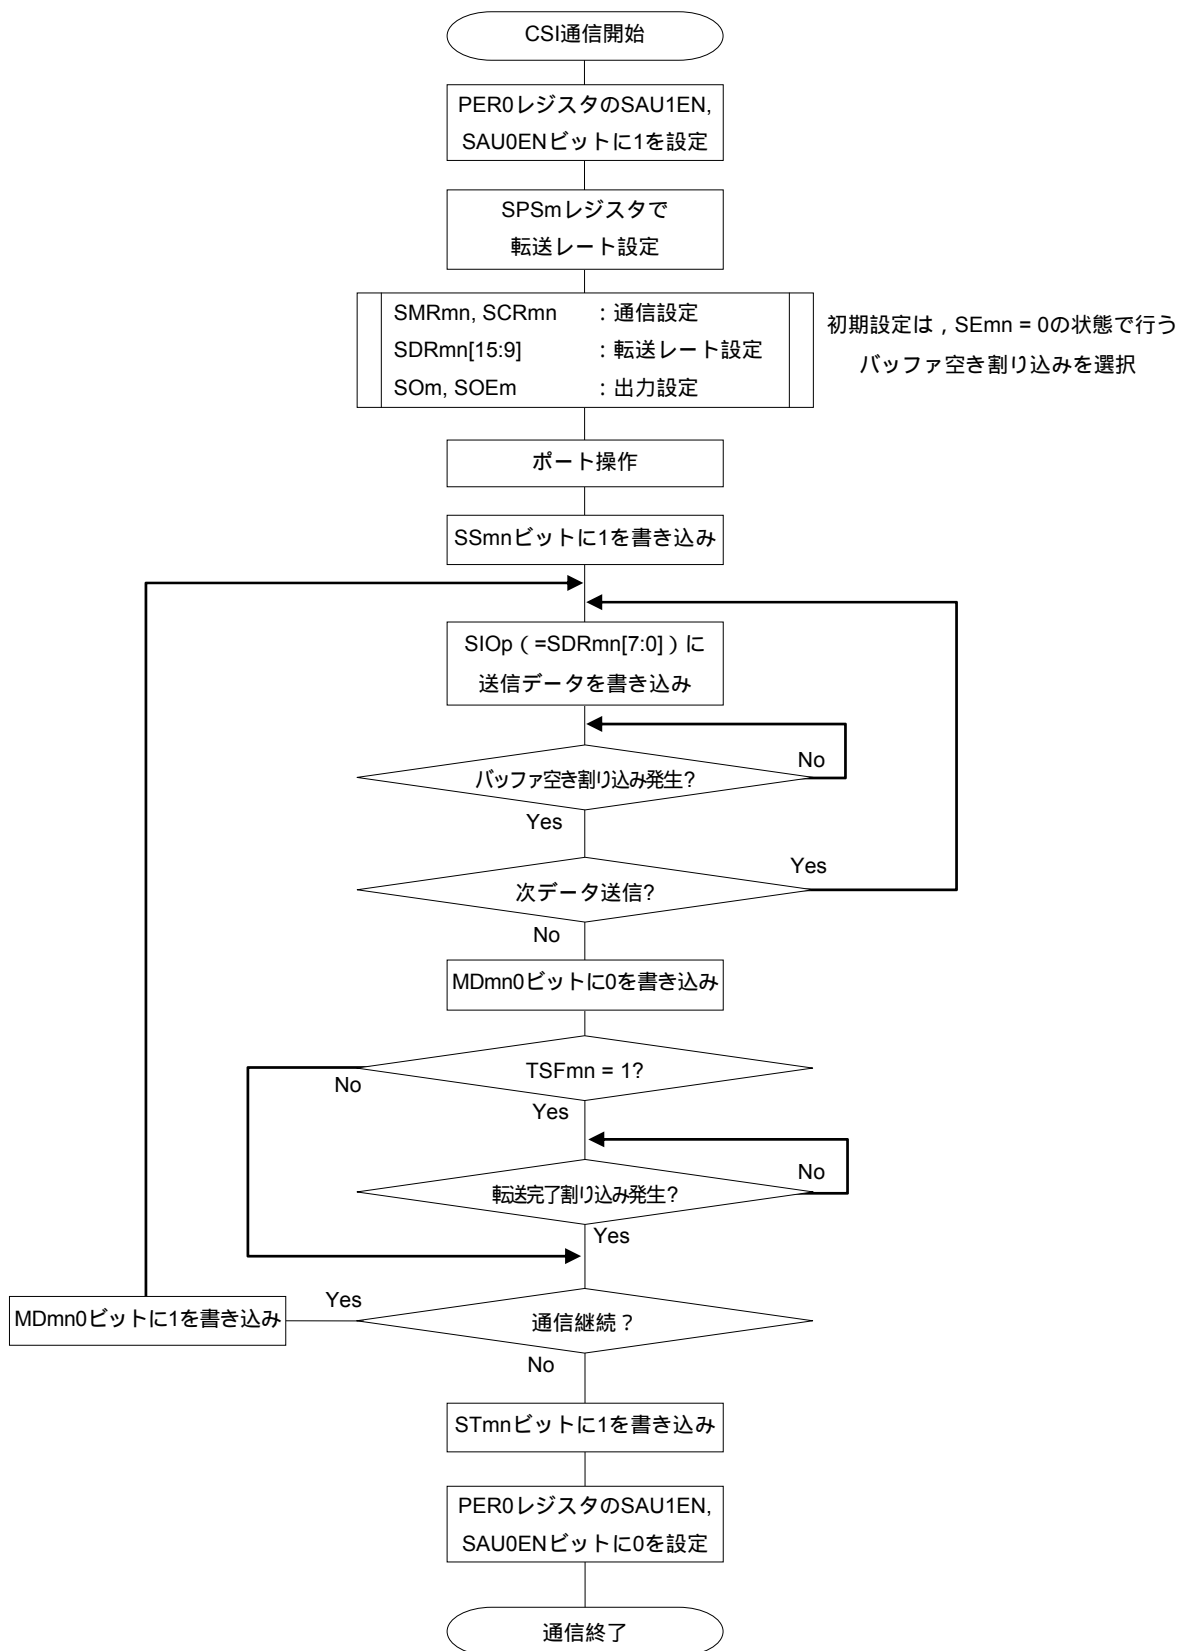 CSI通信開始
PER0レジスタのSAU1EN,
SAU0ENビットに1を設定
SPSmレジスタで
転送レート設定
SMRmn, SCRmn ：通信設定
SDRmn[15:9] ：転送レート設定
SOm, SOEm ：出力設定
初期設定は，SEmn = 0の状態で行う
バッファ空き割り込みを選択
ポート操作
SSmnビットに1を書き込み
SIOp（=SDRmn[7:0]）に
送信データを書き込み
バッファ空き割り込み発生?
No
Yes
次データ送信?
Yes
No
MDmn0ビットに0を書き込み
TSFmn = 1?
No
Yes
転送完了割り込み発生?
No
Yes
通信継続？
Yes
MDmn0ビットに1を書き込み
No
STmnビットに1を書き込み
PER0レジスタのSAU1EN,
SAU0ENビットに0を設定
通信終了